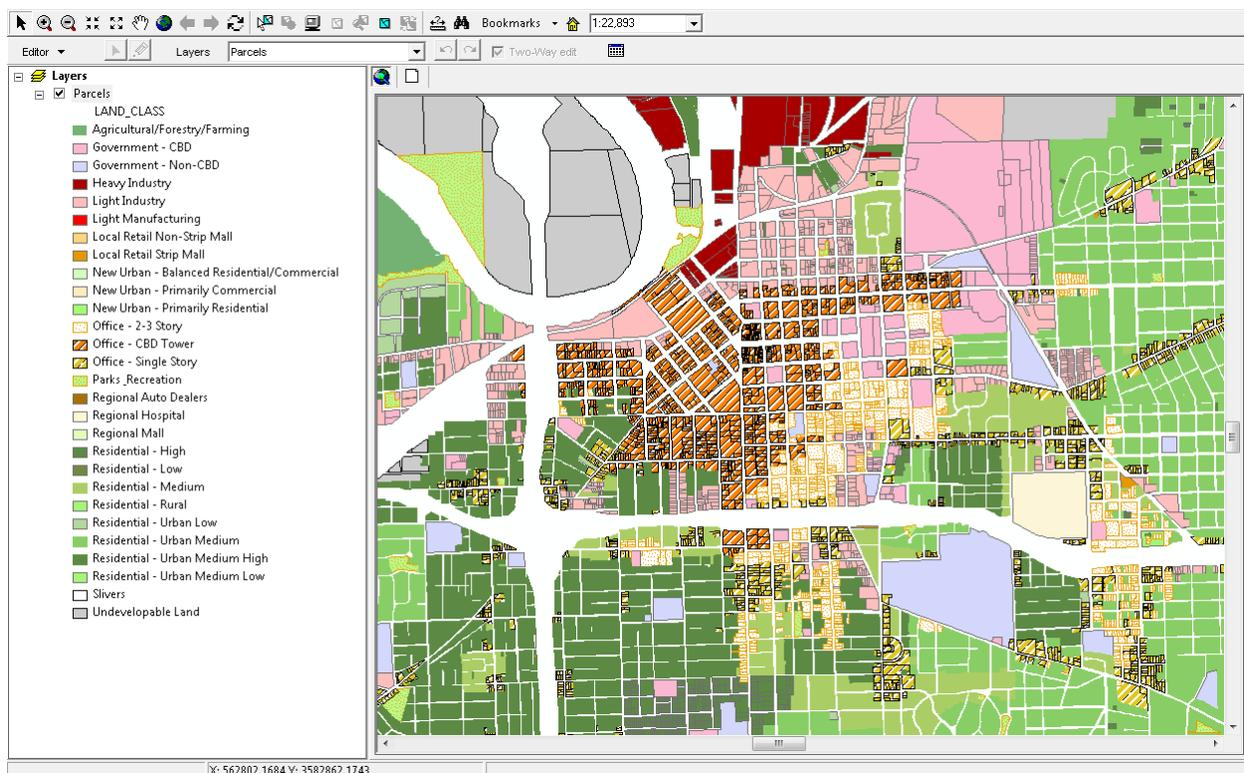 Bookmarks 1:22,893
Editor Layers Parcels Two-Way edit
Layers
Parcels
LAND_CLASS
Agricultural/Forestry/Farming
Government - CBD
Government - Non-CBD
Heavy Industry
Light Industry
Light Manufacturing
Local Retail Non-Strip Mall
Local Retail Strip Mall
New Urban - Balanced Residential/Commercial
New Urban - Primarily Commercial
New Urban - Primarily Residential
Office - 2-3 Story
Office - CBD Tower
Office - Single Story
Parks_Recreation
Regional Auto Dealers
Regional Hospital
Regional Mall
Residential - High
Residential - Low
Residential - Medium
Residential - Rural
Residential - Urban Low
Residential - Urban Medium
Residential - Urban Medium High
Residential - Urban Medium Low
Slivers
Undevelopable Land
X: 562802.1684 Y: 3582862.1743